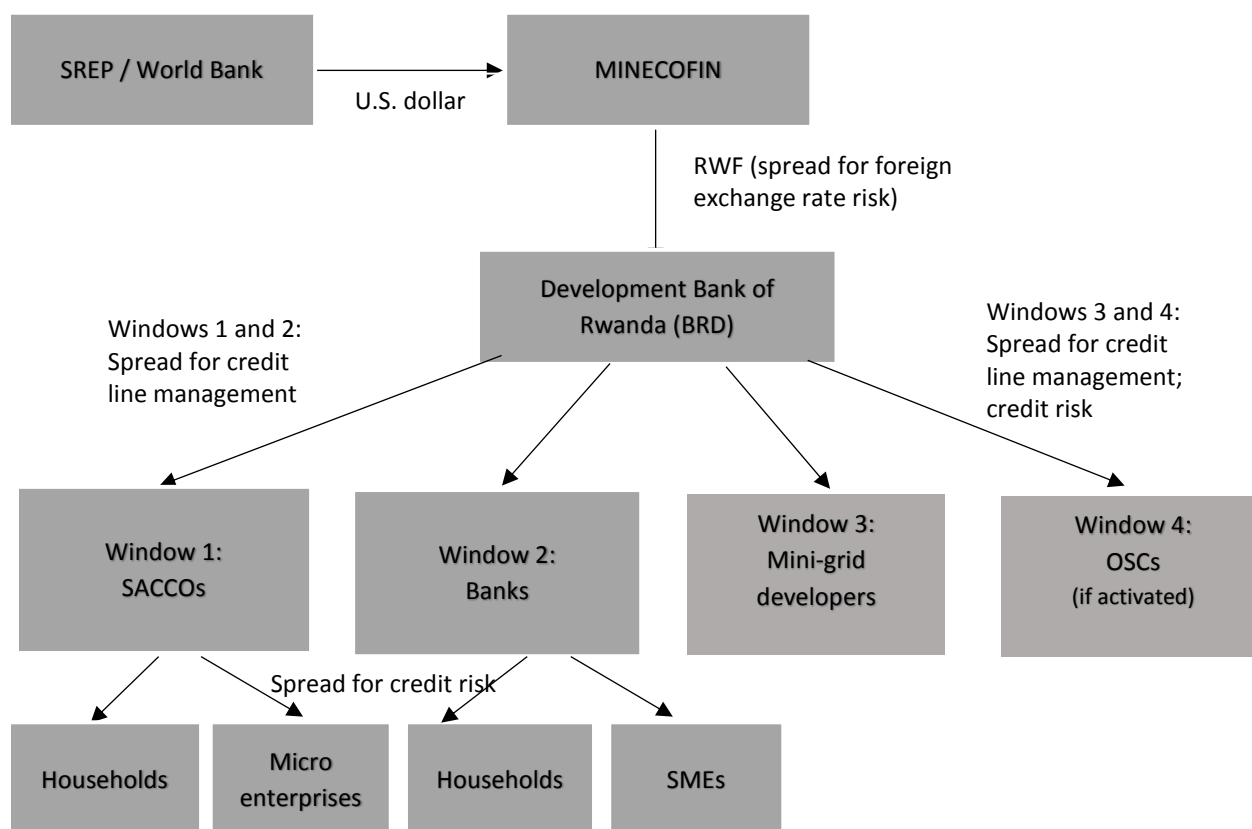 SREP / World Bank
MINECOFIN
U.S. dollar
RWF (spread for foreign
exchange rate risk)
Development Bank of
Rwanda (BRD)
Windows 1 and 2:
Spread for credit
line management
Windows 3 and 4:
Spread for credit
line management;
credit risk
Window 1:
SACCOs
Window 2:
Banks
Window 3:
Mini-grid
developers
Window 4:
OSCs
(if activated)
Spread for credit risk
Households
Micro
enterprises
Households
SMEs